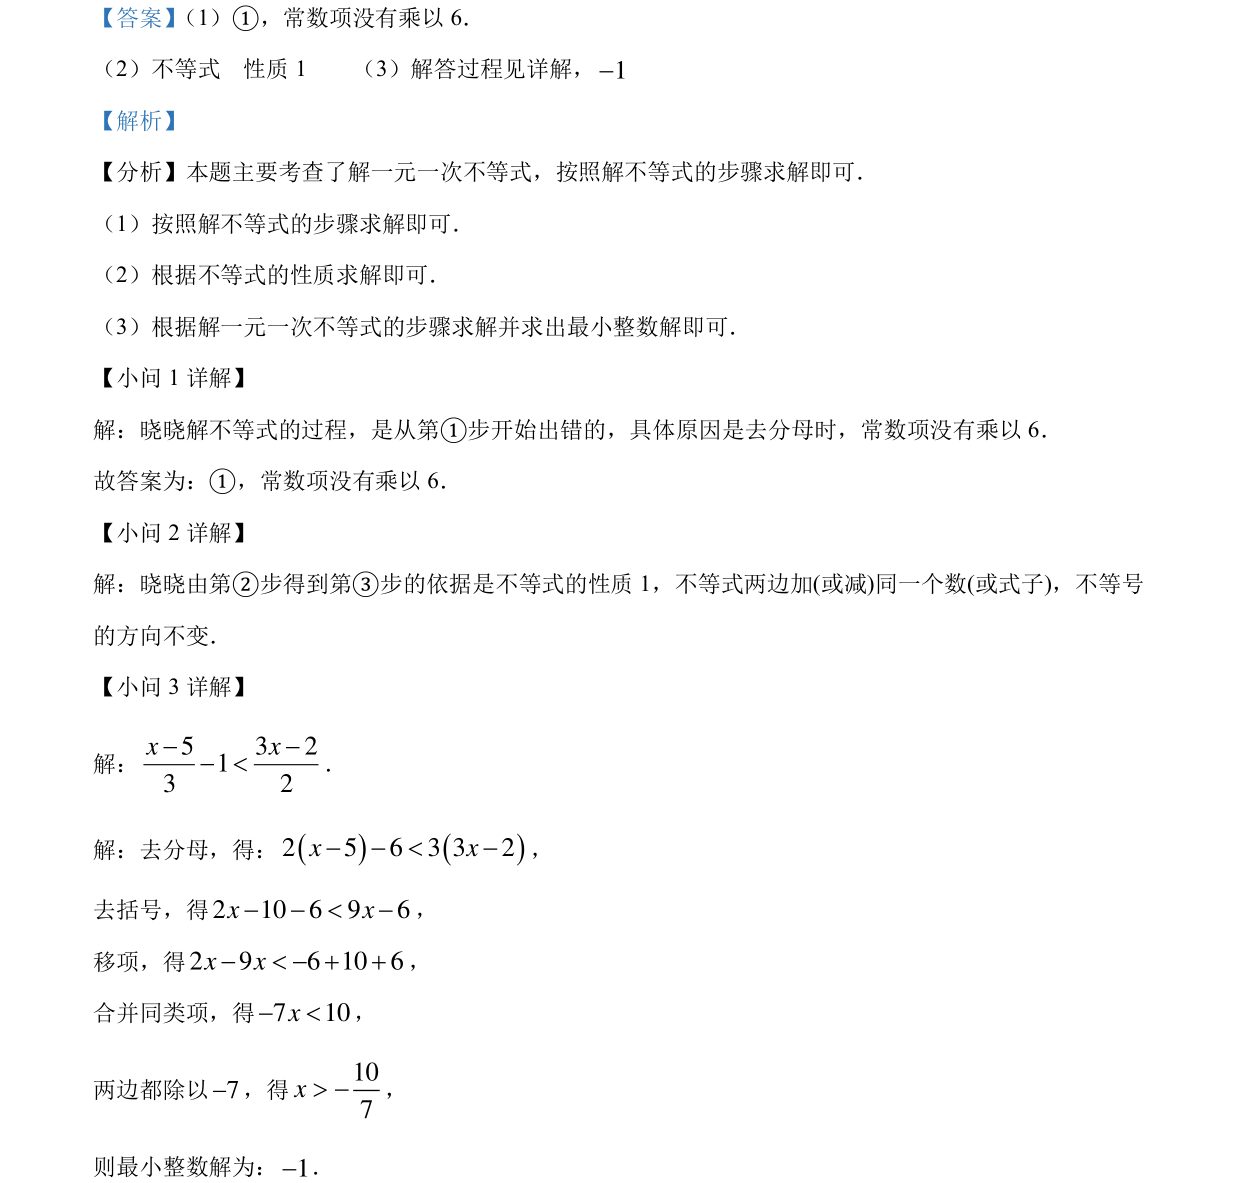 【答案】（1）①，常数项没有乘以 6．
（2）不等式 性质 1 （3）解答过程见详解，−1
【解析】
【分析】本题主要考查了解一元一次不等式，按照解不等式的步骤求解即可．
（1）按照解不等式的步骤求解即可．
（2）根据不等式的性质求解即可．
（3）根据解一元一次不等式的步骤求解并求出最小整数解即可．
【小问 1 详解】
解：晓晓解不等式的过程，是从第①步开始出错的，具体原因是去分母时，常数项没有乘以 6．
故答案为：①，常数项没有乘以 6．
【小问 2 详解】
解：晓晓由第②步得到第③步的依据是不等式的性质 1，不等式两边加(或减)同一个数(或式子)，不等号
的方向不变．
【小问 3 详解】
解：(x−5)/3−1<(3x−2)/2．
解：去分母，得：2(x−5)−6<3(3x−2)，
去括号，得2x−10−6<9x−6，
移项，得2x−9x<−6+10+6，
合并同类项，得−7x<10，
两边都除以−7，得x>−10/7，
则最小整数解为：−1．